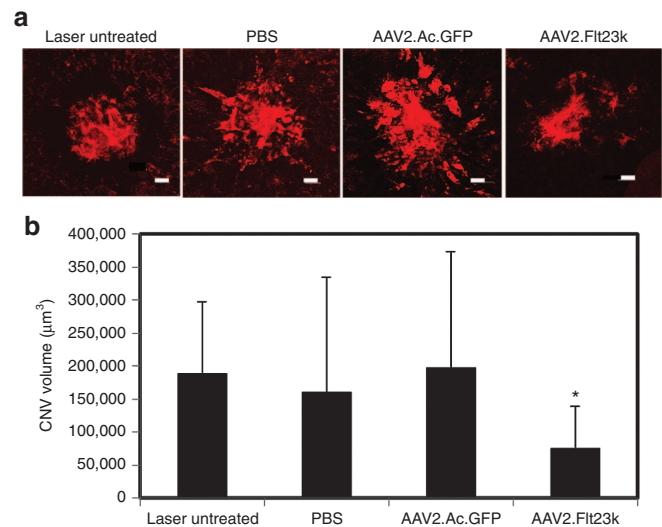 a
Laser untreated PBS AAV2.Ac.GFP AAV2.Flt23k
b
CNV volume (μm³)
400,000
350,000
300,000
250,000
200,000
150,000
100,000
50,000
0
*
Laser untreated PBS AAV2.Ac.GFP AAV2.Flt23k